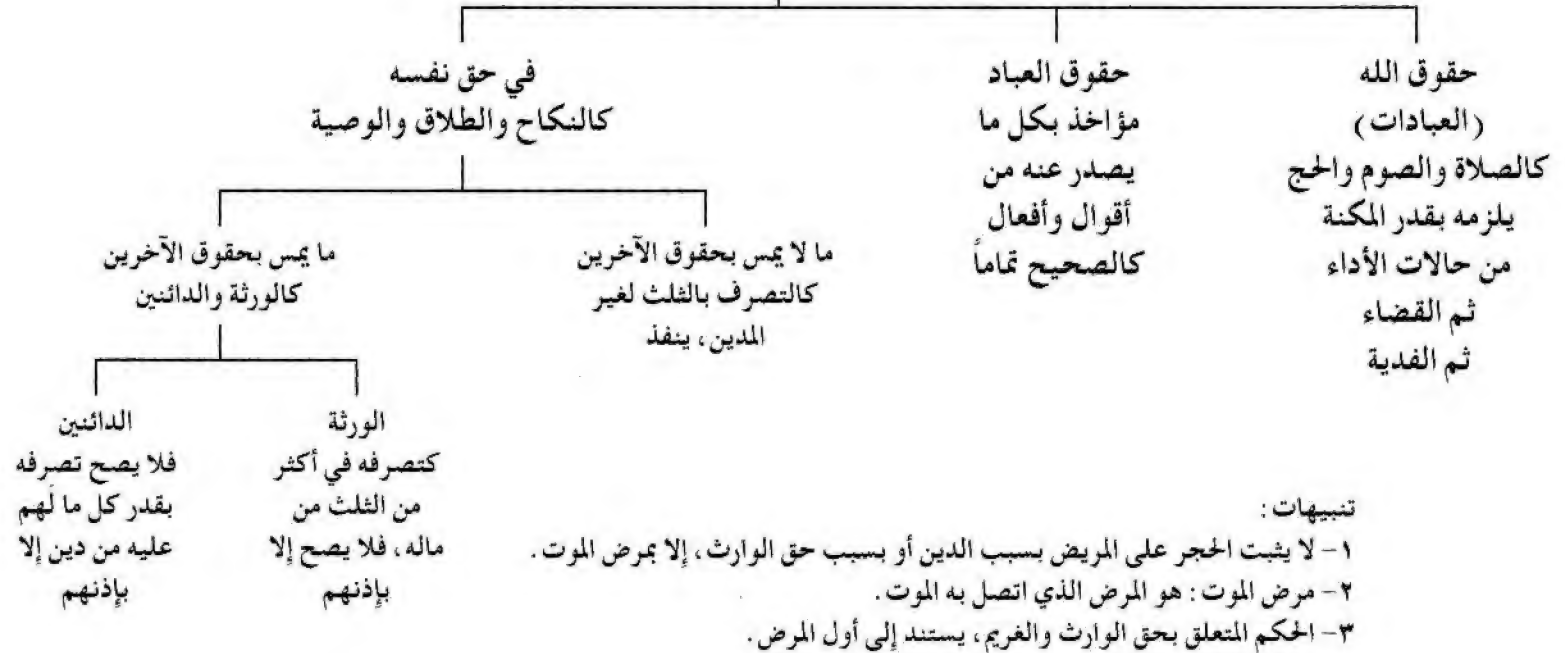 حقوق الله
(العبادات)
كالصلاة والصوم والحج
يلزمه بقدر المكنة
من حالات الأداء
ثم القضاء
ثم الفدية
حقوق العباد
مؤاخذ بكل ما
يصدر عنه من
أقوال وأفعال
كالصحيح تماماً
في حق نفسه
كالنكاح والطلاق والوصية
ما لا يمس بحقوق الآخرين
كالتصرف بالثلث لغير
المدين، ينفذ
ما يمس بحقوق الآخرين
كالورثة والدائنين
الورثة
كتصرفه في أكثر
من الثلث من
ماله، فلا يصح إلا
بإذنهم
الدائنين
فلا يصح تصرفه
بقدر كل ما لَهم
عليه من دين إلا
بإذنهم
تنبيهات:
١- لا يثبت الحجر على المريض بسبب الدين أو بسبب حق الوارث، إلا بمرض الموت.
٢- مرض الموت: هو المرض الذي اتصل به الموت.
٣- الحكم المتعلق بحق الوارث والغريم، يستند إلى أول المرض.